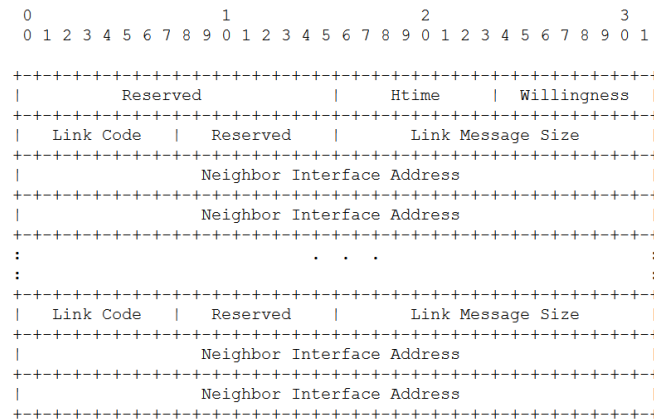 0                   1                   2                   3
0 1 2 3 4 5 6 7 8 9 0 1 2 3 4 5 6 7 8 9 0 1 2 3 4 5 6 7 8 9 0 1
+-+-+-+-+-+-+-+-+-+-+-+-+-+-+-+-+-+-+-+-+-+-+-+-+-+-+-+-+-+-+-+-
|          Reserved             |     Htime     |  Willingness  |
+-+-+-+-+-+-+-+-+-+-+-+-+-+-+-+-+-+-+-+-+-+-+-+-+-+-+-+-+-+-+-+-
|   Link Code   |   Reserved    |       Link Message Size       |
+-+-+-+-+-+-+-+-+-+-+-+-+-+-+-+-+-+-+-+-+-+-+-+-+-+-+-+-+-+-+-+-
|                  Neighbor Interface Address                   |
+-+-+-+-+-+-+-+-+-+-+-+-+-+-+-+-+-+-+-+-+-+-+-+-+-+-+-+-+-+-+-+-
|                  Neighbor Interface Address                   |
+-+-+-+-+-+-+-+-+-+-+-+-+-+-+-+-+-+-+-+-+-+-+-+-+-+-+-+-+-+-+-+-
:                             .  .  .                           :
:                                                               :
+-+-+-+-+-+-+-+-+-+-+-+-+-+-+-+-+-+-+-+-+-+-+-+-+-+-+-+-+-+-+-+-
|   Link Code   |   Reserved    |       Link Message Size       |
+-+-+-+-+-+-+-+-+-+-+-+-+-+-+-+-+-+-+-+-+-+-+-+-+-+-+-+-+-+-+-+-
|                  Neighbor Interface Address                   |
+-+-+-+-+-+-+-+-+-+-+-+-+-+-+-+-+-+-+-+-+-+-+-+-+-+-+-+-+-+-+-+-
|                  Neighbor Interface Address                   |
+-+-+-+-+-+-+-+-+-+-+-+-+-+-+-+-+-+-+-+-+-+-+-+-+-+-+-+-+-+-+-+-